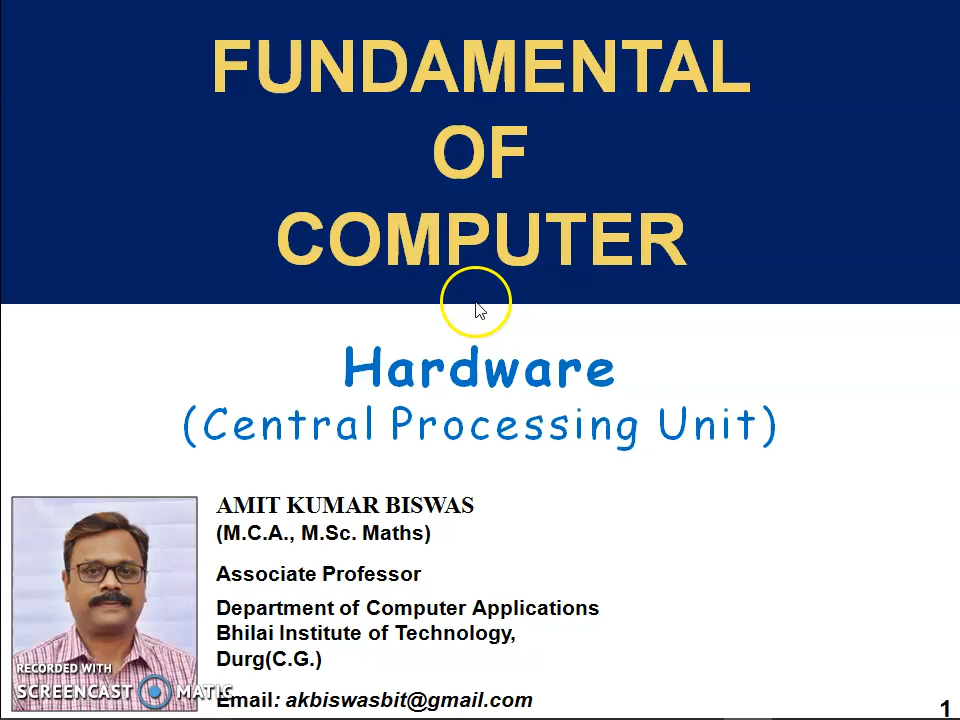 FUNDAMENTAL
OF
COMPUTER
Hardware
(Central Processing Unit)
AMIT KUMAR BISWAS
(M.C.A., M.Sc. Maths)
Associate Professor
Department of Computer Applications
Bhilai Institute of Technology,
Durg(C.G.)
Email: akbiswasbit@gmail.com
RECORDED WITH
SCREENCAST MATIC
1